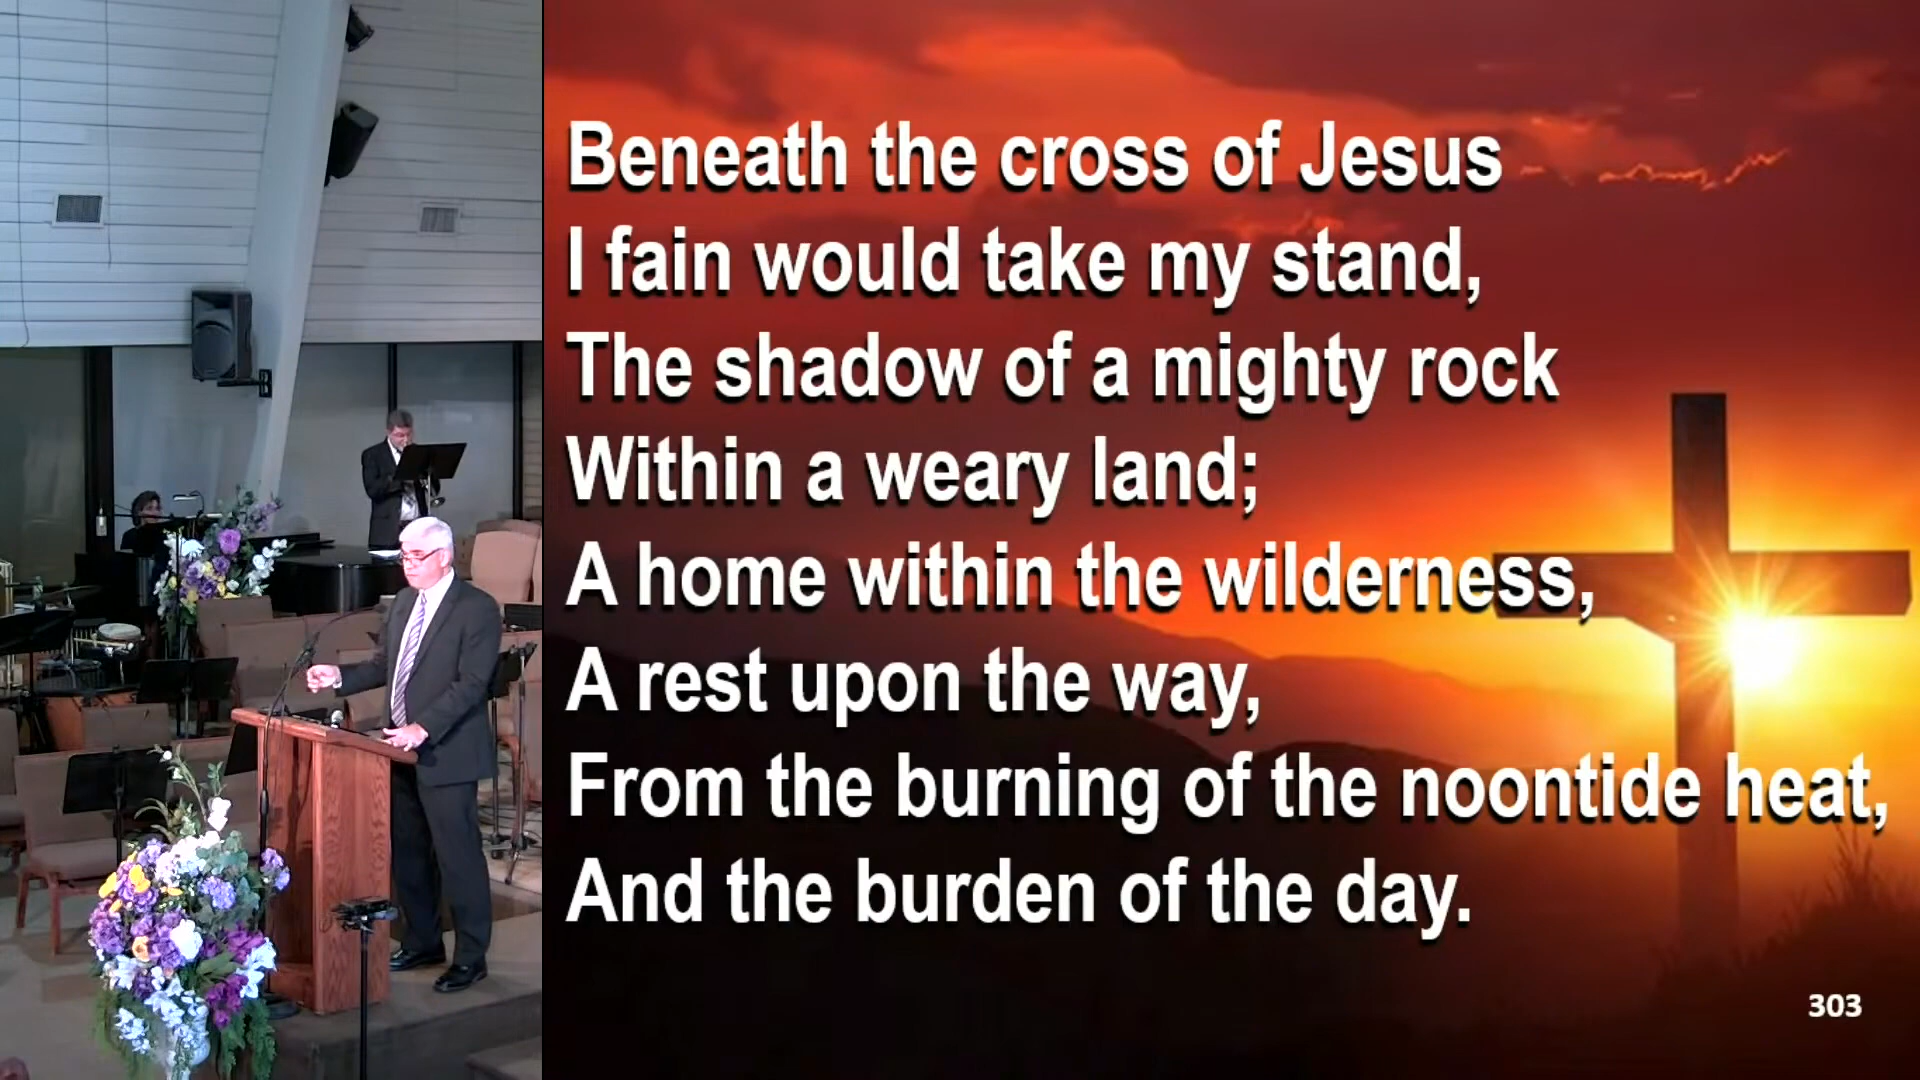 Beneath the cross of Jesus
I fain would take my stand,
The shadow of a mighty rock
Within a weary land;
A home within the wilderness,
A rest upon the way,
From the burning of the noontide heat,
And the burden of the day.
303